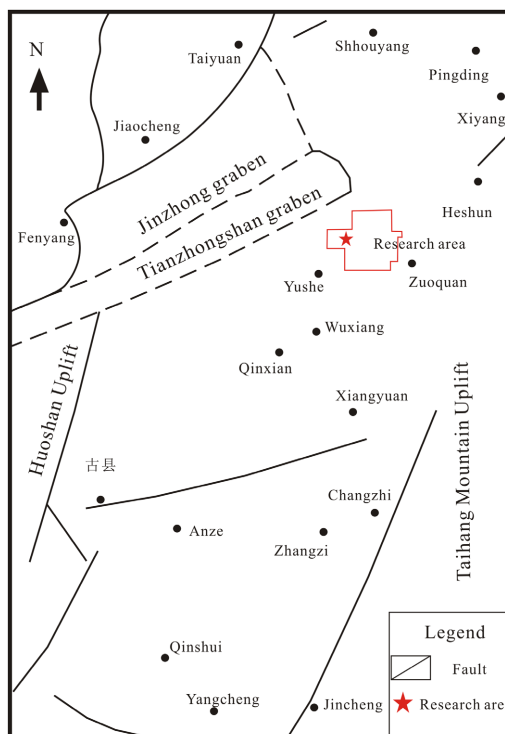 N
Taiyuan
Shhouyang
Pingding
Xiyang
Jiaocheng
Jinzhong graben
Heshun
Tianzhongshan graben
Fenyang
Research area
Zuoquan
Yushe
Wuxiang
Qinxian
Huoshan Uplift
Xiangyuan
Taihang Mountain Uplift
古县
Changzhi
Anze
Zhangzi
Qinshui
Yangcheng
Jincheng
Legend
Fault
Research area